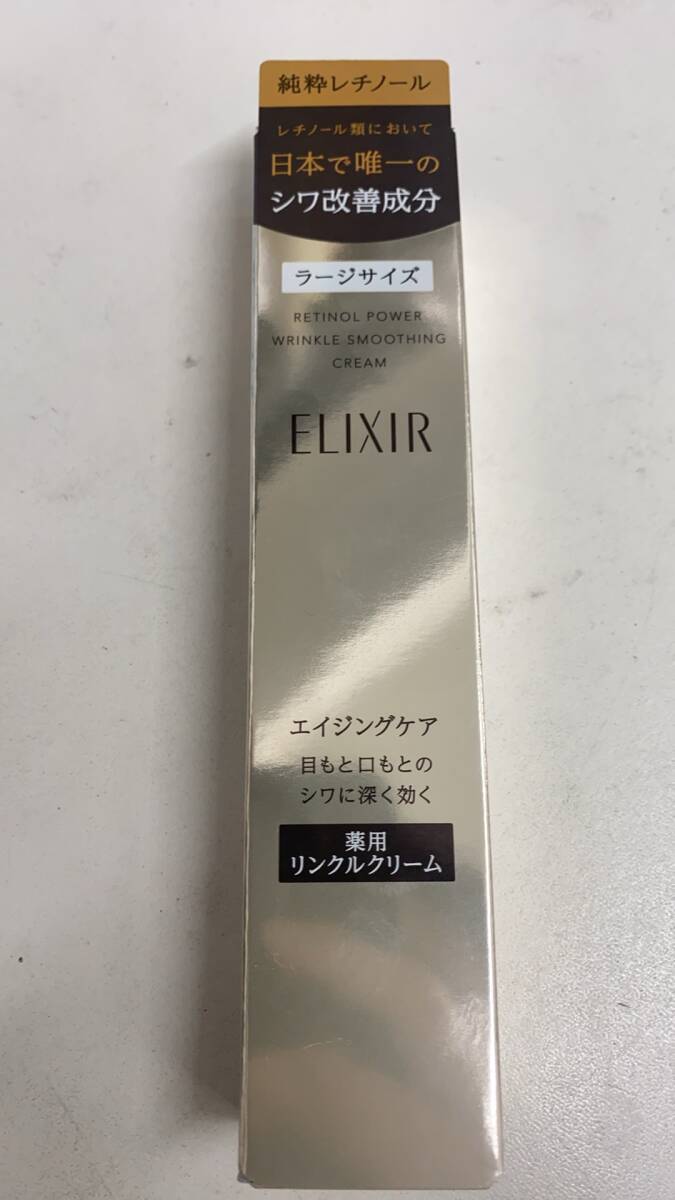 純粋レチノール
レチノール類において
日本で唯一の
シワ改善成分
ラージサイズ
RETINOL POWER
WRINKLE SMOOTHING
CREAM
ELIXIR
エイジングケア
目もと口もとの
シワに深く効く
薬用
リンクルクリーム